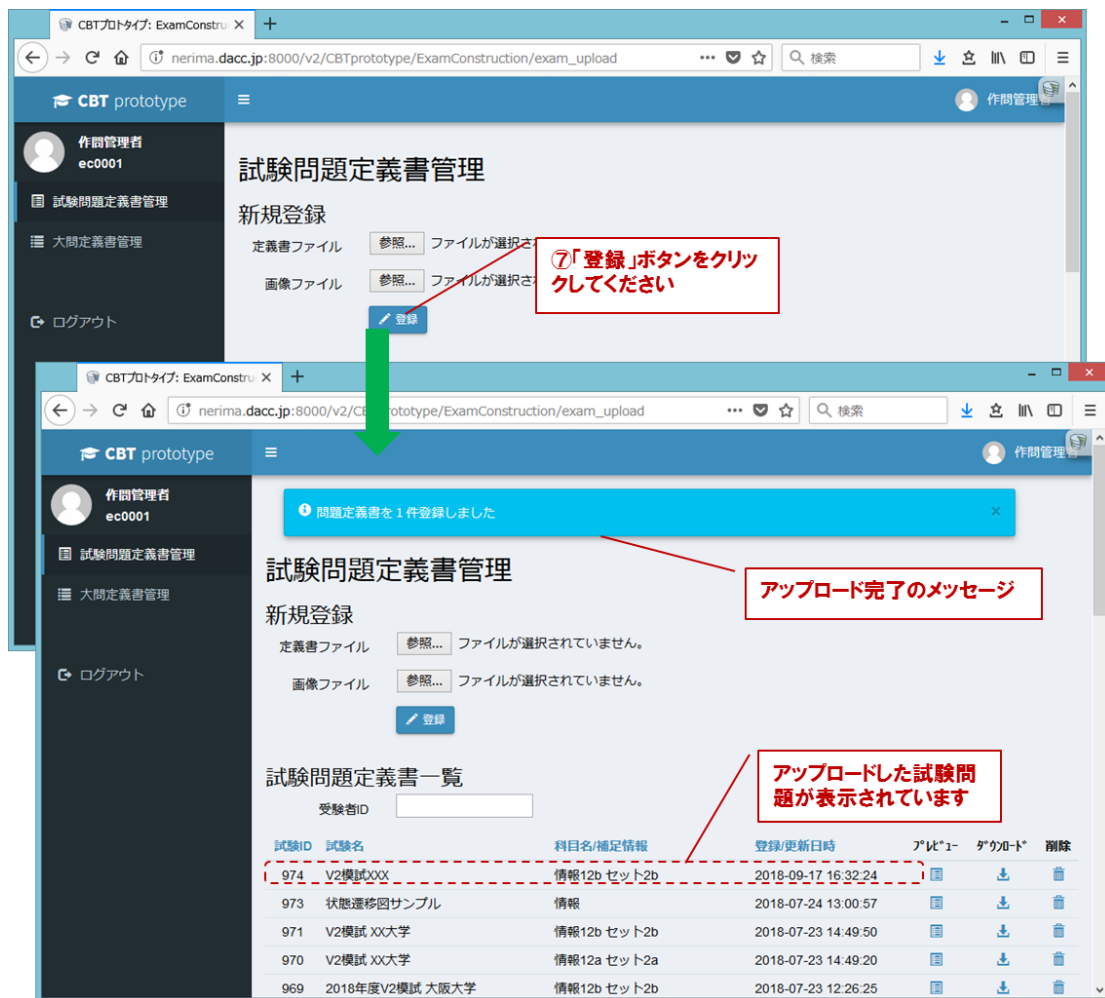 CBTプロトタイプ: ExamConstru
nerima.dacc.jp:8000/v2/CBTprototype/ExamConstruction/exam_upload
検索
CBT prototype
作問管理
作問管理者
ec0001
試験問題定義書管理
大問定義書管理
ログアウト
試験問題定義書管理
新規登録
定義書ファイル 参照... ファイルが選択さ
画像ファイル 参照... ファイルが選択さ
登録
⑦「登録」ボタンをクリッ
クしてください
CBTプロトタイプ: ExamConstru
nerima.dacc.jp:8000/v2/CBTprototype/ExamConstruction/exam_upload
検索
CBT prototype
作問管理
作問管理者
ec0001
試験問題定義書管理
大問定義書管理
ログアウト
問題定義書を1件登録しました ×
アップロード完了のメッセージ
試験問題定義書管理
新規登録
定義書ファイル 参照... ファイルが選択されていません。
画像ファイル 参照... ファイルが選択されていません。
登録
アップロードした試験問
題が表示されています
試験問題定義書一覧
受験者ID
試験ID 試験名 科目名/補足情報 登録/更新日時 プレビュー ダウンロード 削除
974 V2模試XXX 情報12b セット2b 2018-09-17 16:32:24
973 状態遷移図サンプル 情報 2018-07-24 13:00:57
971 V2模試 XX大学 情報12b セット2b 2018-07-23 14:49:50
970 V2模試 XX大学 情報12a セット2a 2018-07-23 14:49:20
969 2018年度V2模試 大阪大学 情報12b セット2b 2018-07-23 12:26:25